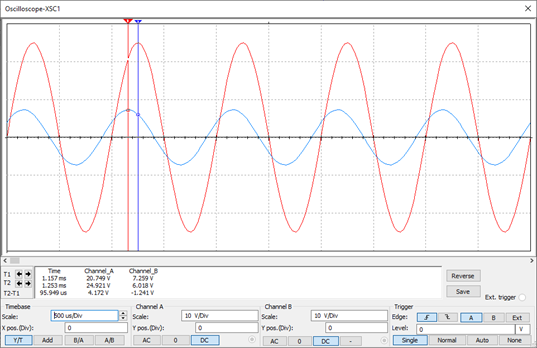 Oscilloscope-XSC1
Time Channel_A Channel_B
T1 1.157 ms 20.749 V 7.259 V
T2 1.253 ms 24.921 V 6.018 V
T2-T1 95.949 us 4.172 V -1.241 V
Reverse
Save
Ext. trigger
Timebase
Scale: 500 us/Div
X pos.(Div): 0
Y/T Add B/A A/B
Channel A
Scale: 10 V/Div
Y pos.(Div): 0
AC 0 DC
Channel B
Scale: 10 V/Div
Y pos.(Div): 0
AC 0 DC -
Trigger
Edge: A B Ext
Level: 0 V
Single Normal Auto None